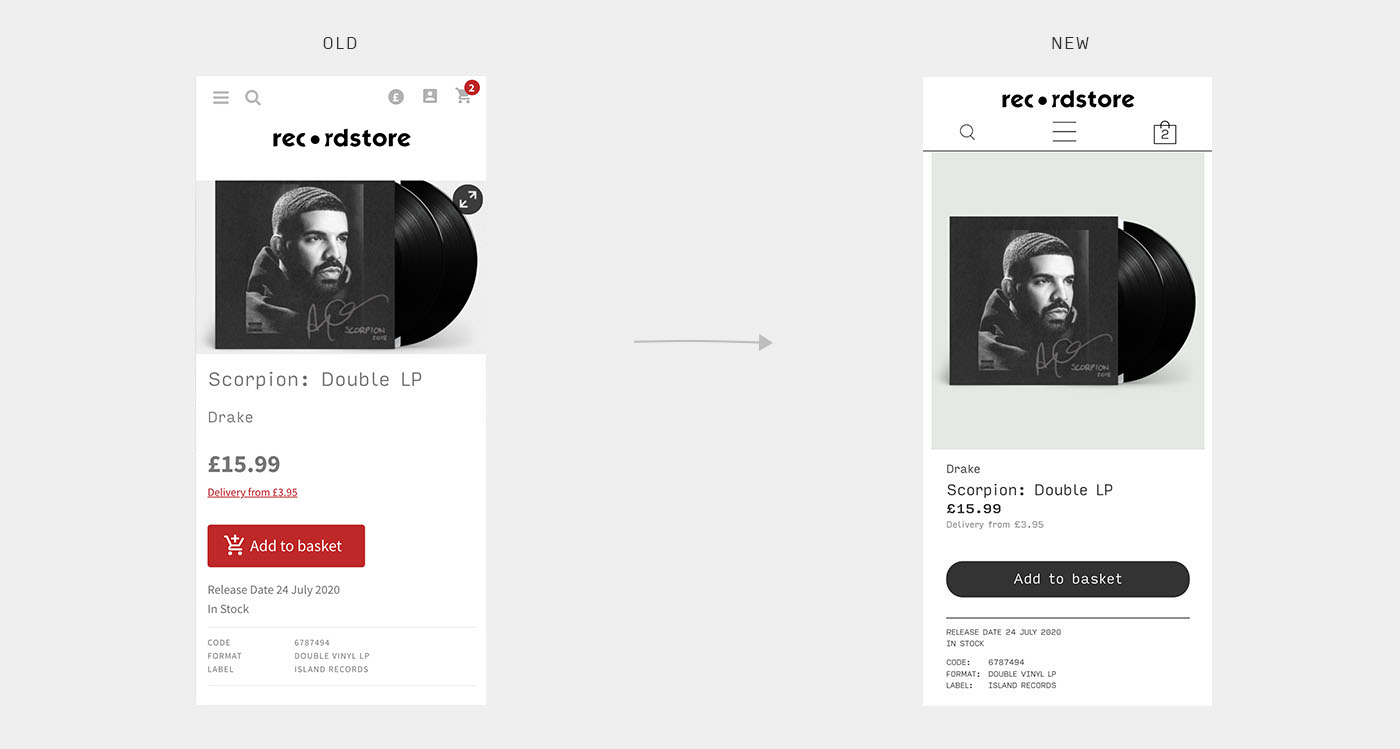 OLD
£
2
rec•rdstore
SCORPION
2018
Scorpion: Double LP
Drake
£15.99
Delivery from £3.95
Add to basket
Release Date 24 July 2020
In Stock
CODE 6787494
FORMAT DOUBLE VINYL LP
LABEL ISLAND RECORDS
NEW
rec•rdstore
2
SCORPION
2018
Drake
Scorpion: Double LP
£15.99
Delivery from £3.95
Add to basket
RELEASE DATE 24 JULY 2020
IN STOCK
CODE: 6787494
FORMAT: DOUBLE VINYL LP
LABEL: ISLAND RECORDS